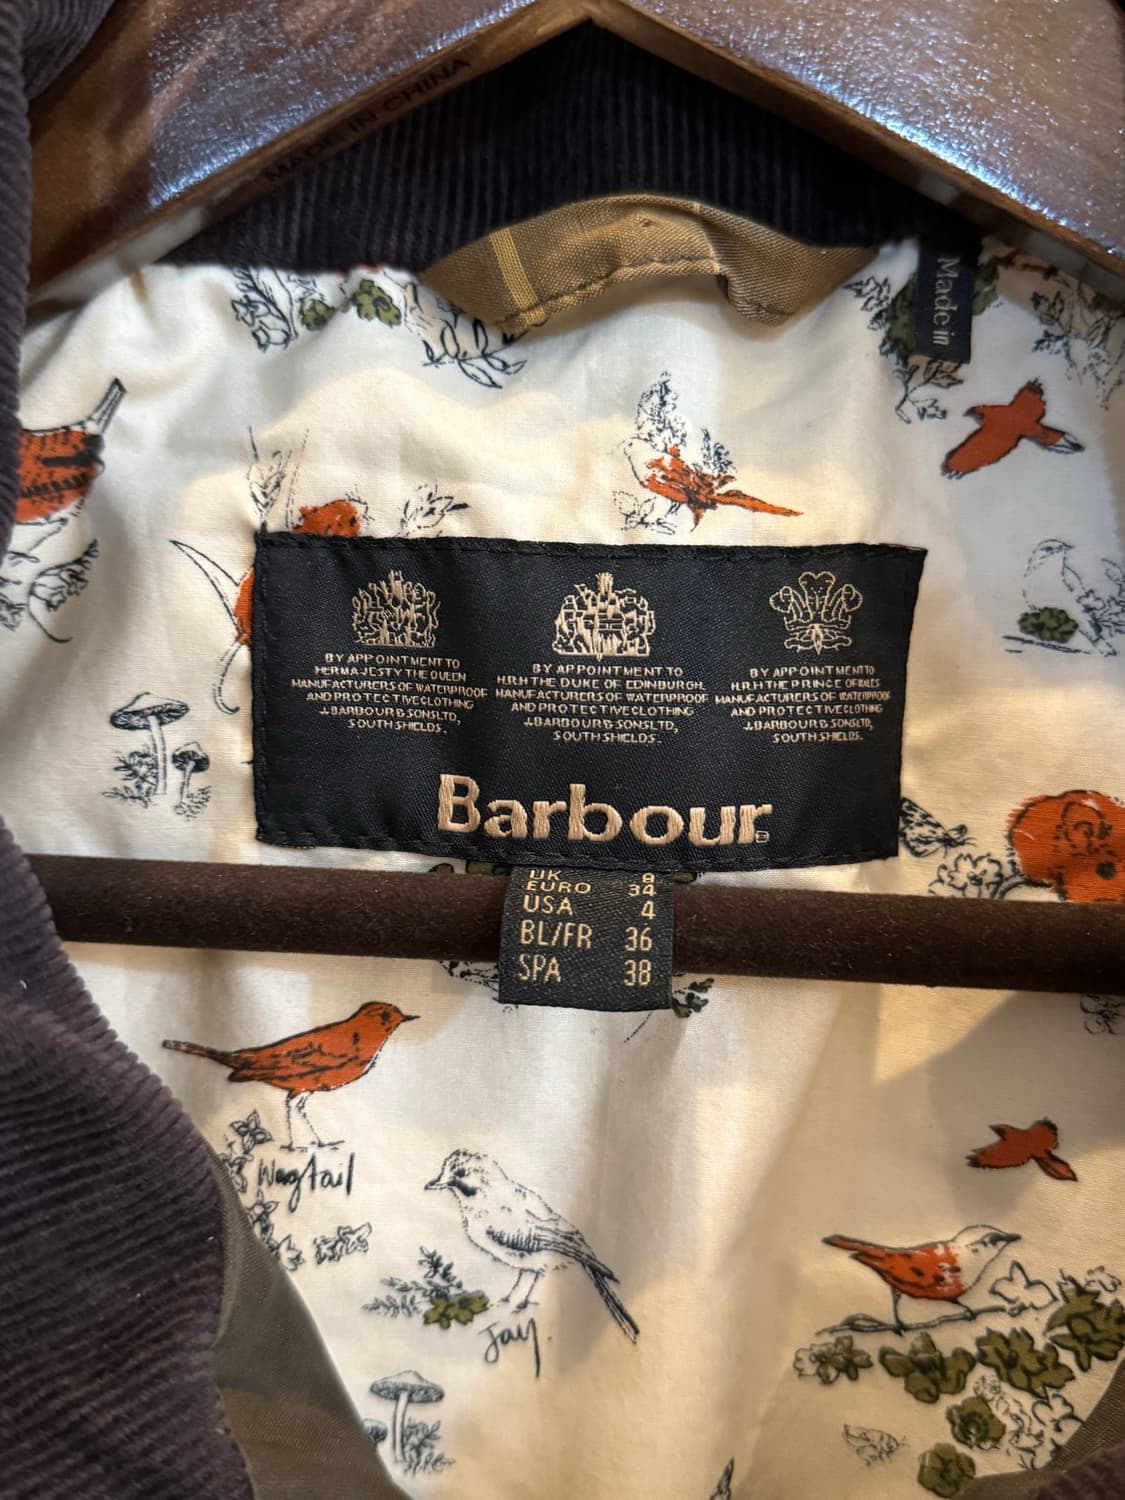 MADE IN CHINA
Made in
BY APPOINTMENT TO
HER MAJESTY THE QUEEN
MANUFACTURERS OF WATERPROOF
AND PROTECTIVE CLOTHING
J.BARBOUR & SONS LTD,
SOUTH SHIELDS.
BY APPOINTMENT TO
H.R.H THE DUKE OF EDINBURGH
MANUFACTURERS OF WATERPROOF
AND PROTECTIVE CLOTHING
J.BARBOUR & SONS LTD,
SOUTH SHIELDS.
BY APPOINTMENT TO
H.R.H THE PRINCE OF WALES
MANUFACTURERS OF WATERPROOF
AND PROTECTIVE CLOTHING
J.BARBOUR & SONS LTD,
SOUTH SHIELDS.
Barbour®
UK 8
EURO 34
USA 4
BL/FR 36
SPA 38
Wagtail
Jay.